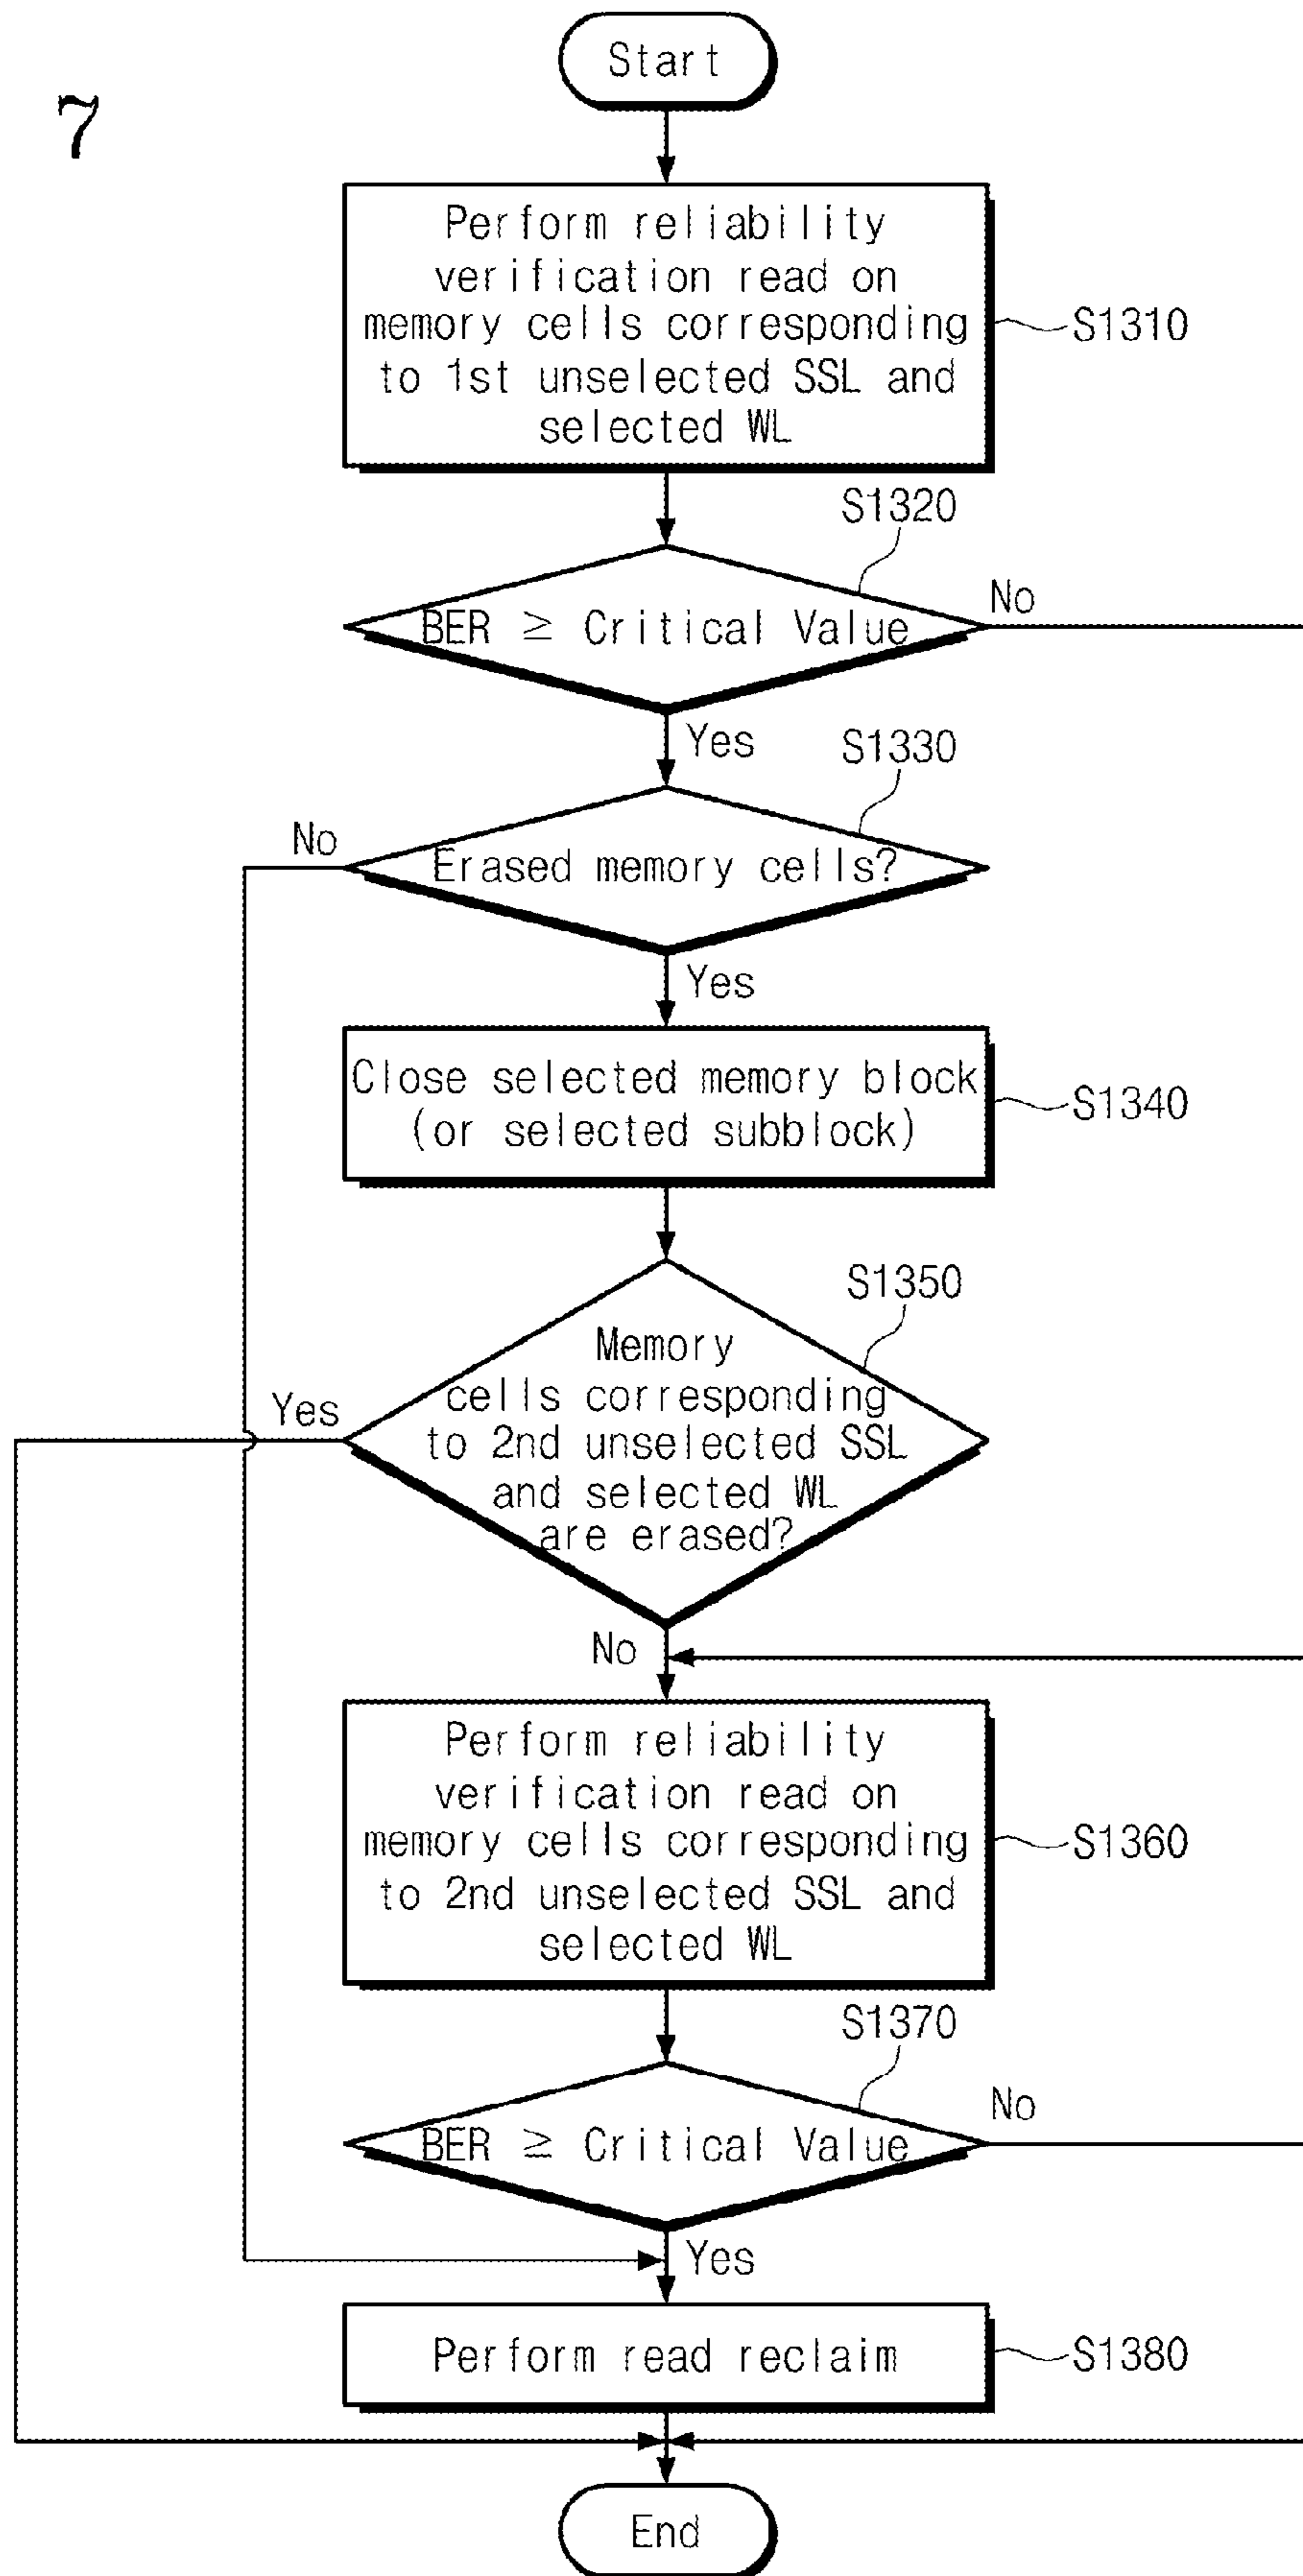 7
Start
Perform reliability
verification read on
memory cells corresponding
to 1st unselected SSL and
selected WL
S1310
S1320
BER ≥ Critical Value
No
Yes
S1330
No
Erased memory cells?
Yes
Close selected memory block
(or selected subblock)
S1340
S1350
Memory
cells corresponding
to 2nd unselected SSL
and selected WL
are erased?
Yes
No
Perform reliability
verification read on
memory cells corresponding
to 2nd unselected SSL and
selected WL
S1360
S1370
BER ≥ Critical Value
No
Yes
Perform read reclaim
S1380
End